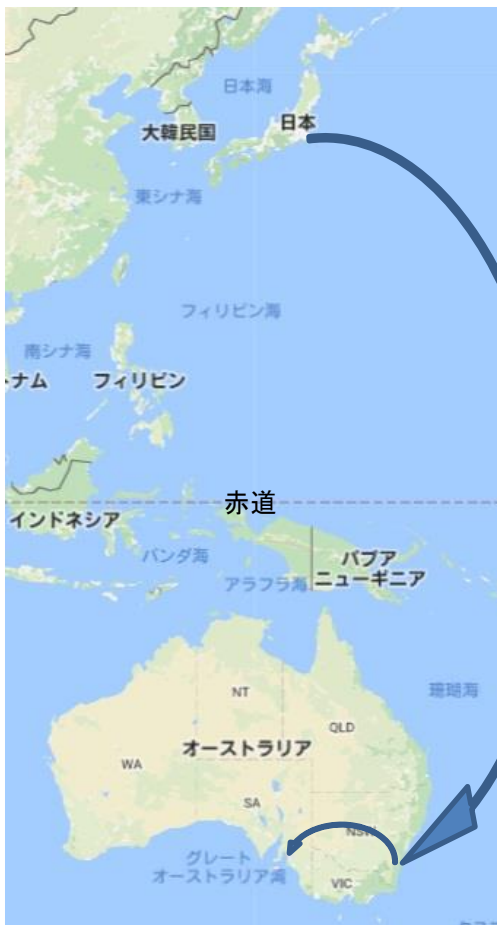 日本海
日本
大韓民国
東シナ海
フィリピン海
南シナ海
トナム
フィリピン
赤道
インドネシア
バンダ海
パプア
ニューギニア
アラフラ海
珊瑚海
NT
QLD
オーストラリア
WA
SA
NSW
グレート
オーストラリア湾
VIC